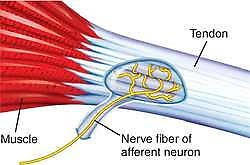 Tendon
Muscle
Nerve fiber of
afferent neuron